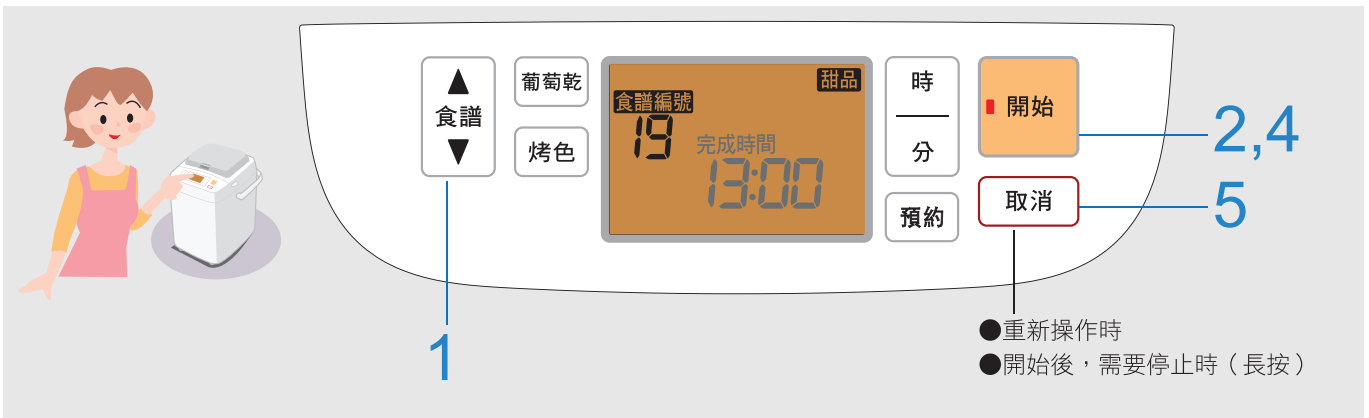 ▲
食譜
▼
葡萄乾
烤色
甜品
食譜編號
19
完成時間
13:00
時
分
預約
開始
取消
2,4
5
1
●重新操作時
●開始後，需要停止時（長按）